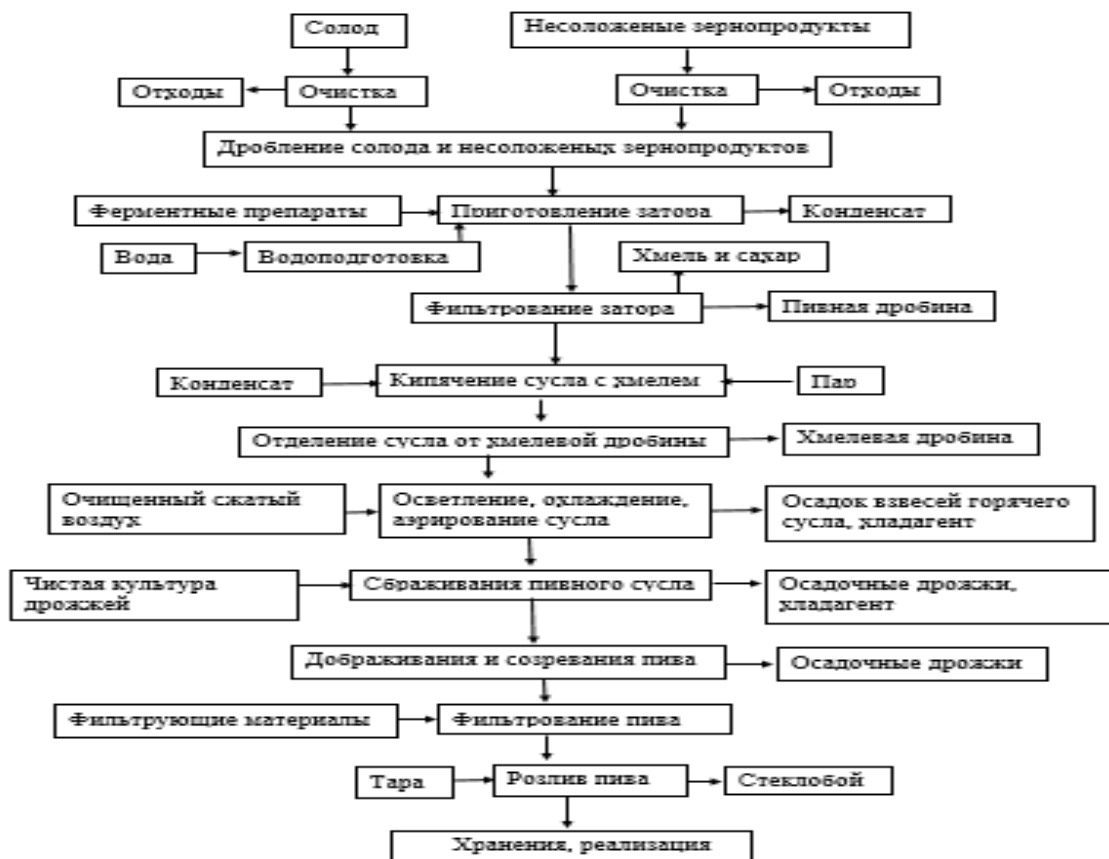 Солод
Несоложеные зернопродукты
Отходы
Очистка
Очистка
Отходы
Дробление солода и несоложеных зернопродуктов
Ферментные препараты
Приготовление затора
Конденсат
Вода
Водоподготовка
Хмель и сахар
Фильтрование затора
Пивная дробина
Конденсат
Кипячение сусла с хмелем
Пар
Отделение сусла от хмелевой дробины
Хмелевая дробина
Очищенный сжатый
воздух
Осветление, охлаждение,
аэрирование сусла
Осадок взвесей горячего
сусла, хладагент
Чистая культура
дрожжей
Сбраживания пивного сусла
Осадочные дрожжи,
хладагент
Дображивания и созревания пива
Осадочные дрожжи
Фильтрующие материалы
Фильтрование пива
Тара
Розлив пива
Стеклобой
Хранения, реализация